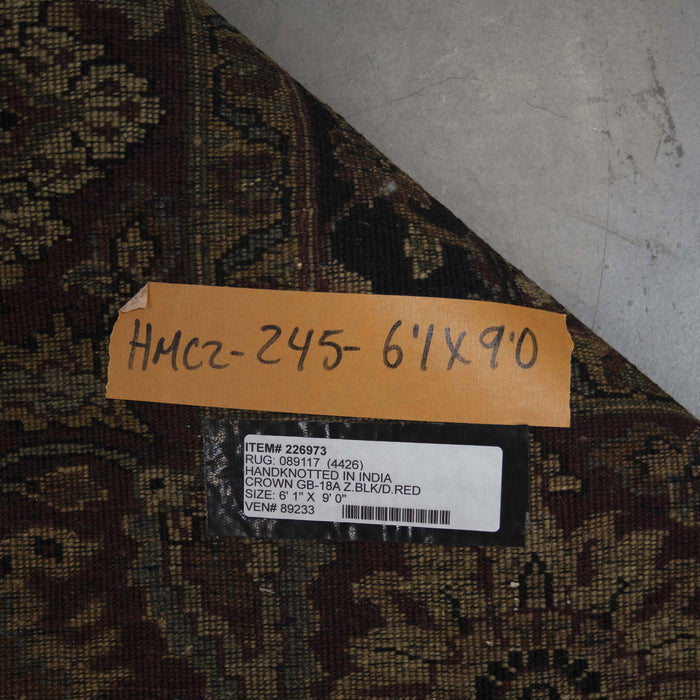 HMC2-245-6'1X9'0
ITEM# 226973
RUG: 089117 (4426)
HANDKNOTTED IN INDIA
CROWN GB-18A Z.BLK/D.RED
SIZE: 6' 1" X 9' 0"
VEN# 89233